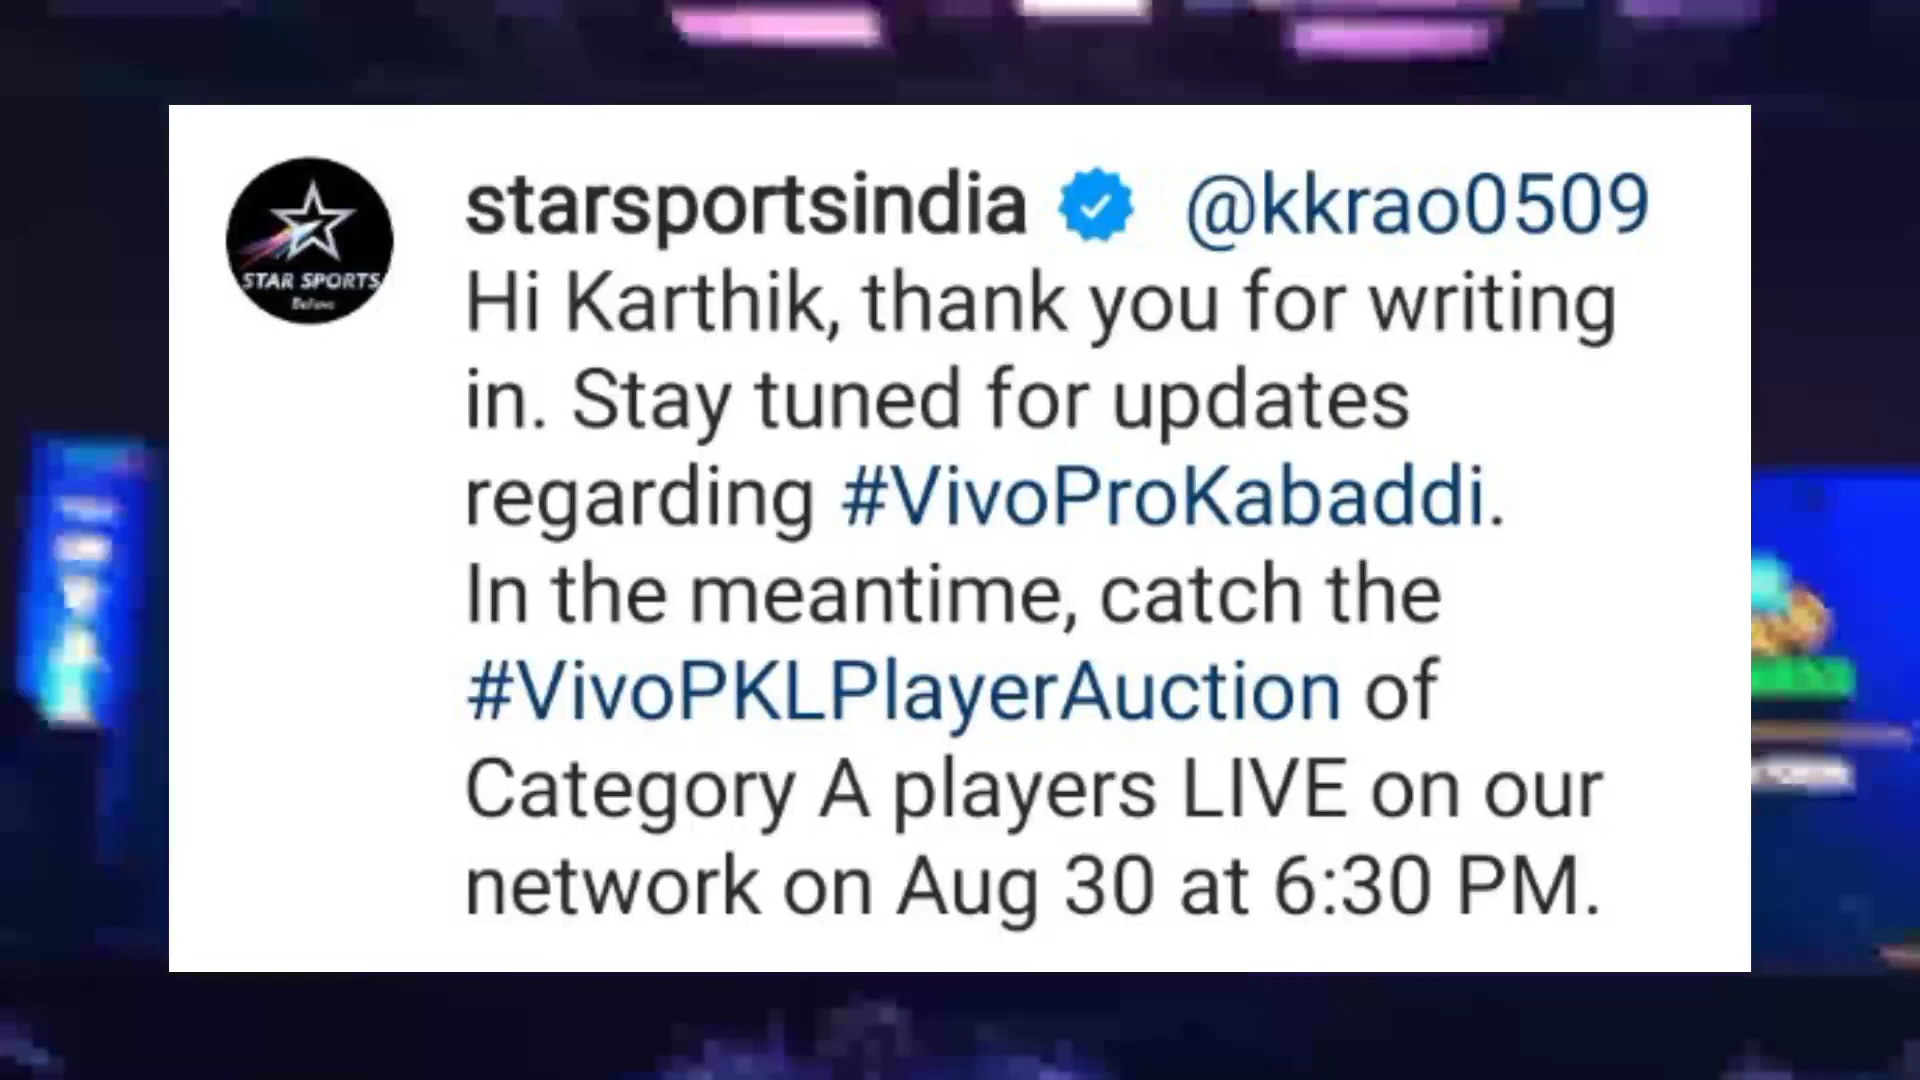 starsportsindia @kkrao0509
Hi Karthik, thank you for writing
in. Stay tuned for updates
regarding #VivoProKabaddi.
In the meantime, catch the
#VivoPKLPlayerAuction of
Category A players LIVE on our
network on Aug 30 at 6:30 PM.
STAR SPORTS
Believe